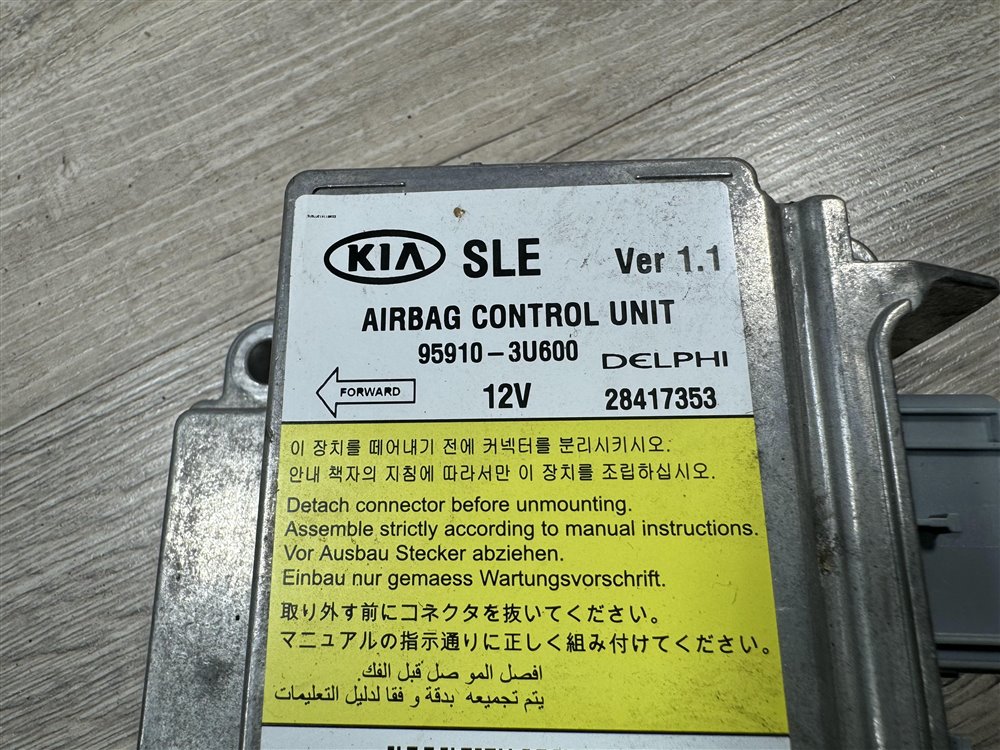 KIA SLE Ver 1.1
AIRBAG CONTROL UNIT
95910-3U600
DELPHI
FORWARD
12V
28417353
이 장치를 떼어내기 전에 커넥터를 분리시키시오.
안내 책자의 지침에 따라서만 이 장치를 조립하십시오.
Detach connector before unmounting.
Assemble strictly according to manual instructions.
Vor Ausbau Stecker abziehen.
Einbau nur gemaess Wartungsvorschrift.
取り外す前にコネクタを抜いてください。
マニュアルの指示通りに正しく組み付けてください。
افصل المو صل قبل الفك.
يتم تجميعه بدقة و فقا لدليل التعليمات